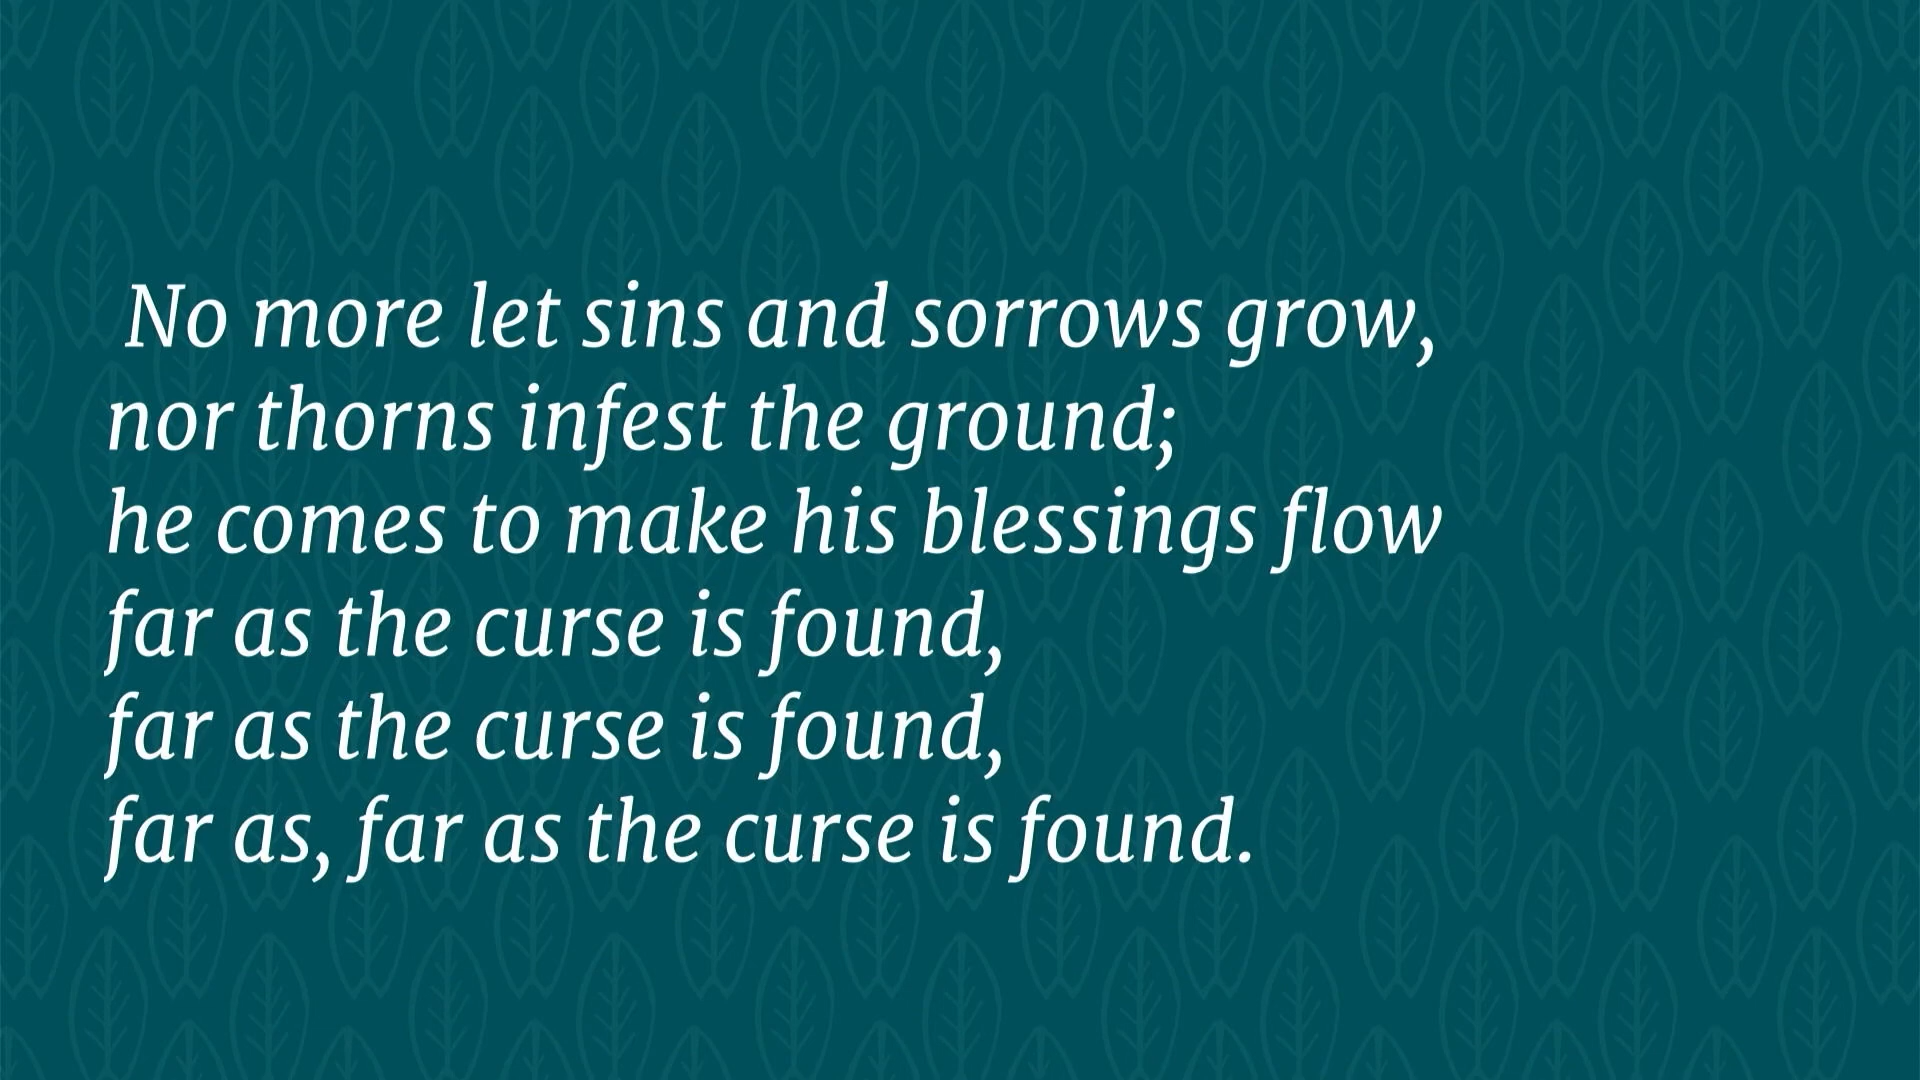 No more let sins and sorrows grow,
nor thorns infest the ground;
he comes to make his blessings flow
far as the curse is found,
far as the curse is found,
far as, far as the curse is found.